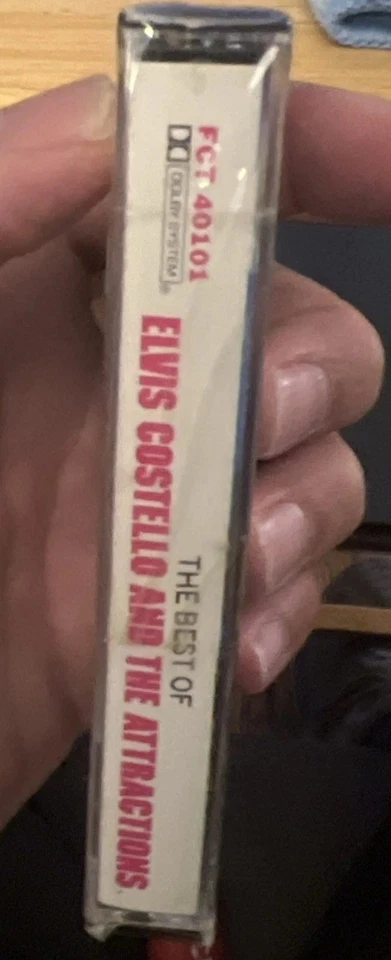 FCT 40101
DOLBY SYSTEM
THE BEST OF
ELVIS COSTELLO AND THE ATTRACTIONS